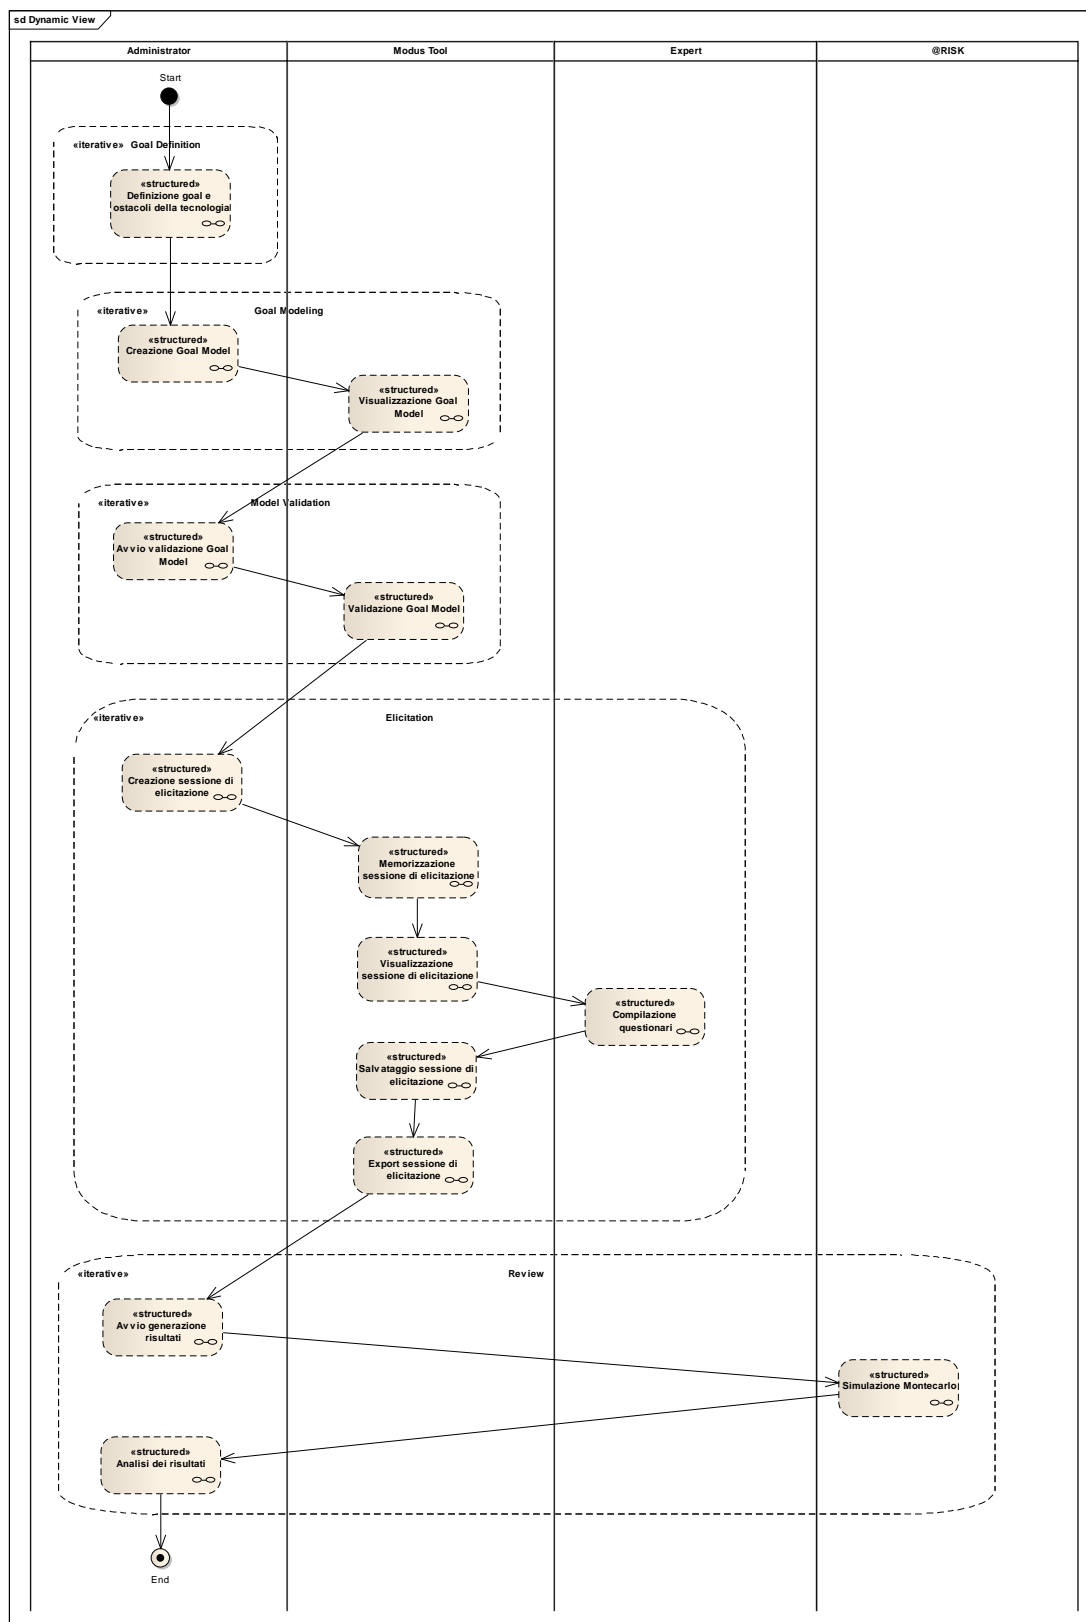 sd Dynamic View
Administrator
Modus Tool
Expert
@RISK
Start
«iterative» Goal Definition
«structured»
Definizione goal e
ostacoli della tecnologia
«iterative» Goal Modeling
«structured»
Creazione Goal Model
«structured»
Visualizzazione Goal
Model
«iterative» Model Validation
«structured»
Avvio validazione Goal
Model
«structured»
Validazione Goal Model
«iterative» Elicitation
«structured»
Creazione sessione di
elicitazione
«structured»
Memorizzazione
sessione di elicitazione
«structured»
Visualizzazione
sessione di elicitazione
«structured»
Compilazione
questionari
«structured»
Salvataggio sessione di
elicitazione
«structured»
Export sessione di
elicitazione
«iterative» Review
«structured»
Avvio generazione
risultati
«structured»
Simulazione Montecarlo
«structured»
Analisi dei risultati
End